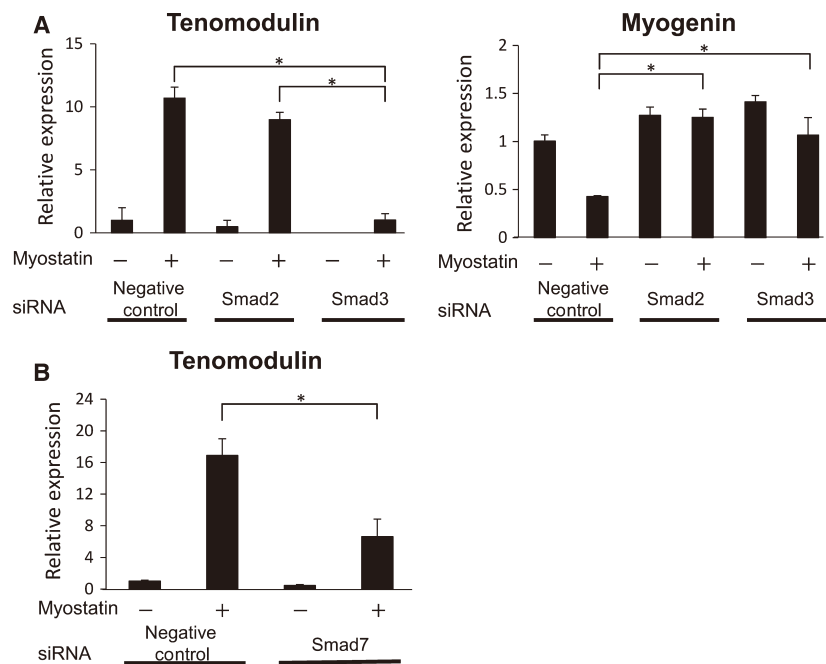 A
Tenomodulin
Relative expression
15
10
5
0
*
*
Myostatin − + − + − +
siRNA
Negative
control
Smad2
Smad3
Myogenin
Relative expression
2
1.5
1
0.5
0
*
*
Myostatin − + − + − +
siRNA
Negative
control
Smad2
Smad3
B
Tenomodulin
Relative expression
24
20
16
12
8
4
0
*
Myostatin − + − +
siRNA
Negative
control
Smad7